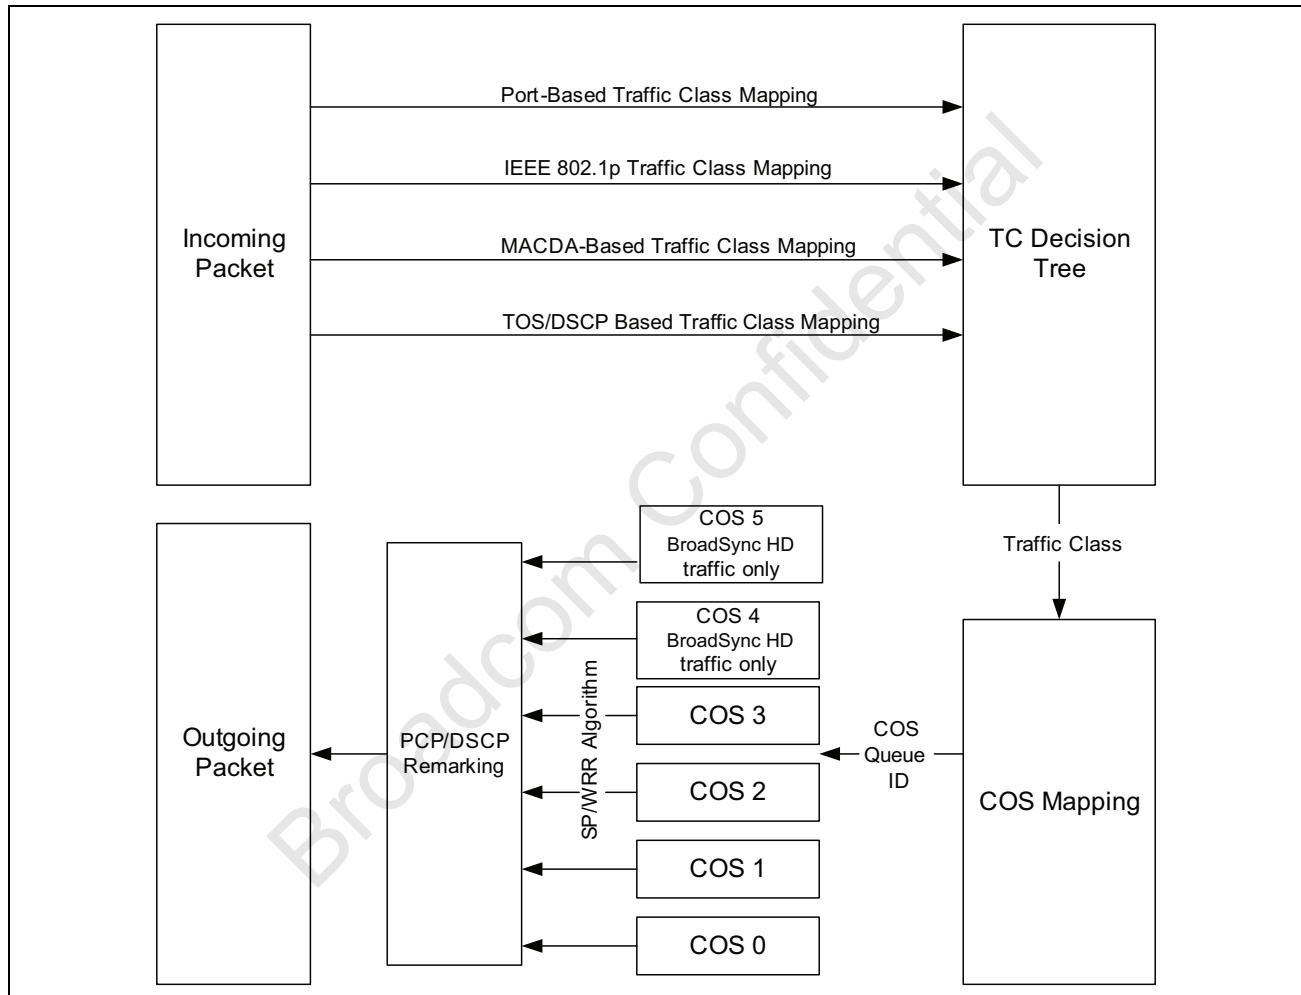 Port-Based Traffic Class Mapping
IEEE 802.1p Traffic Class Mapping
Incoming
Packet
MACDA-Based Traffic Class Mapping
TC Decision
Tree
TOS/DSCP Based Traffic Class Mapping
Traffic Class
COS 5
BroadSync HD
traffic only
COS 4
BroadSync HD
traffic only
COS 3
COS 2
COS 1
COS 0
SP/WRR Algorithm
COS
Queue
ID
COS Mapping
PCP/DSCP
Remarking
Outgoing
Packet
Broadcom Confidential